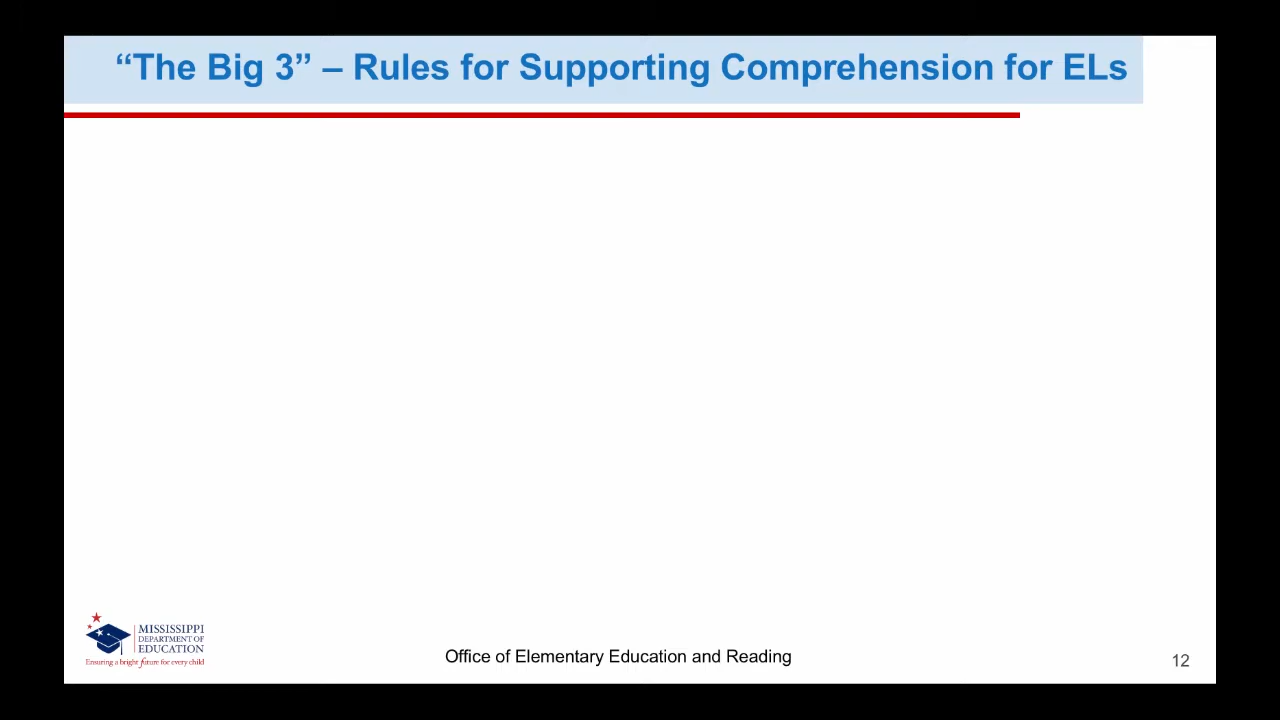 “The Big 3” – Rules for Supporting Comprehension for ELs
MISSISSIPPI
DEPARTMENT OF
EDUCATION
Ensuring a bright future for every child
Office of Elementary Education and Reading
12